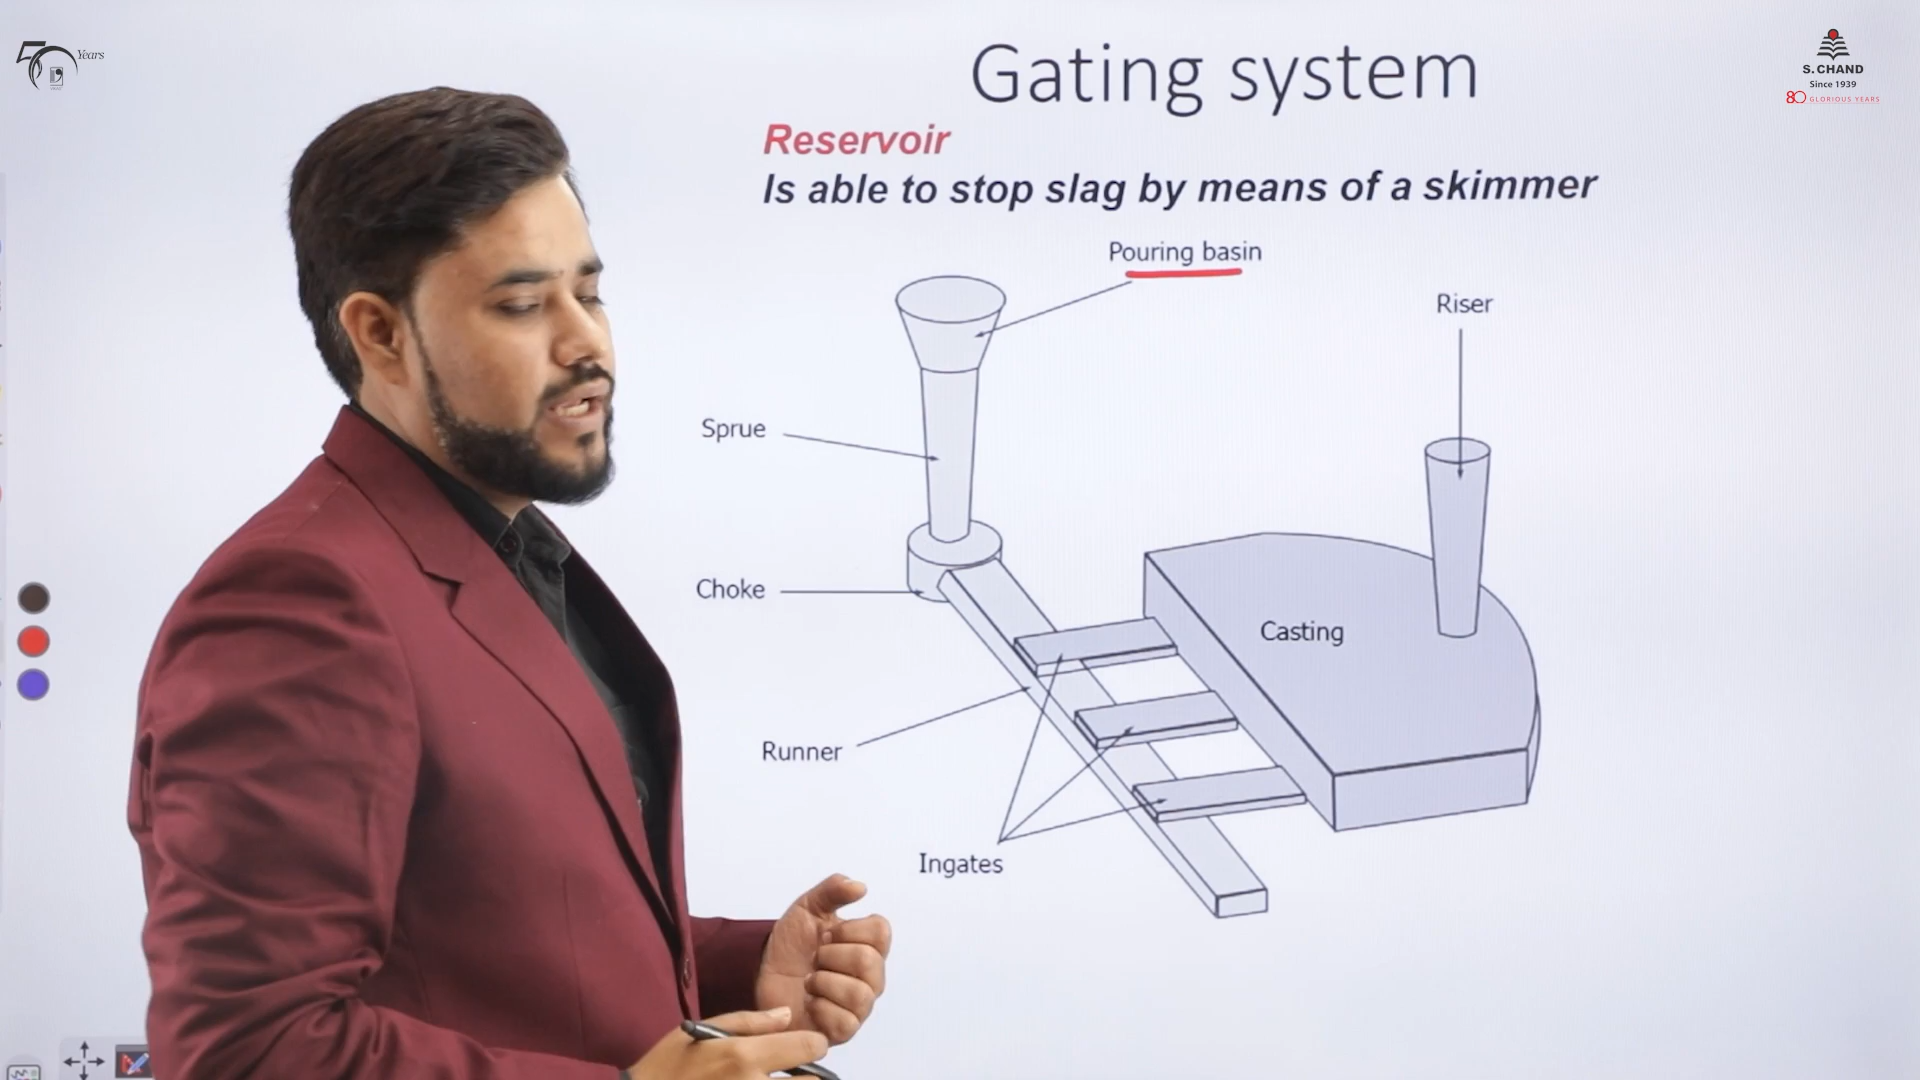 50 Years
S. CHAND
Since 1939
80 GLORIOUS YEARS
Gating system
Reservoir
Is able to stop slag by means of a skimmer
Pouring basin
Riser
Sprue
Choke
Casting
Runner
Ingates